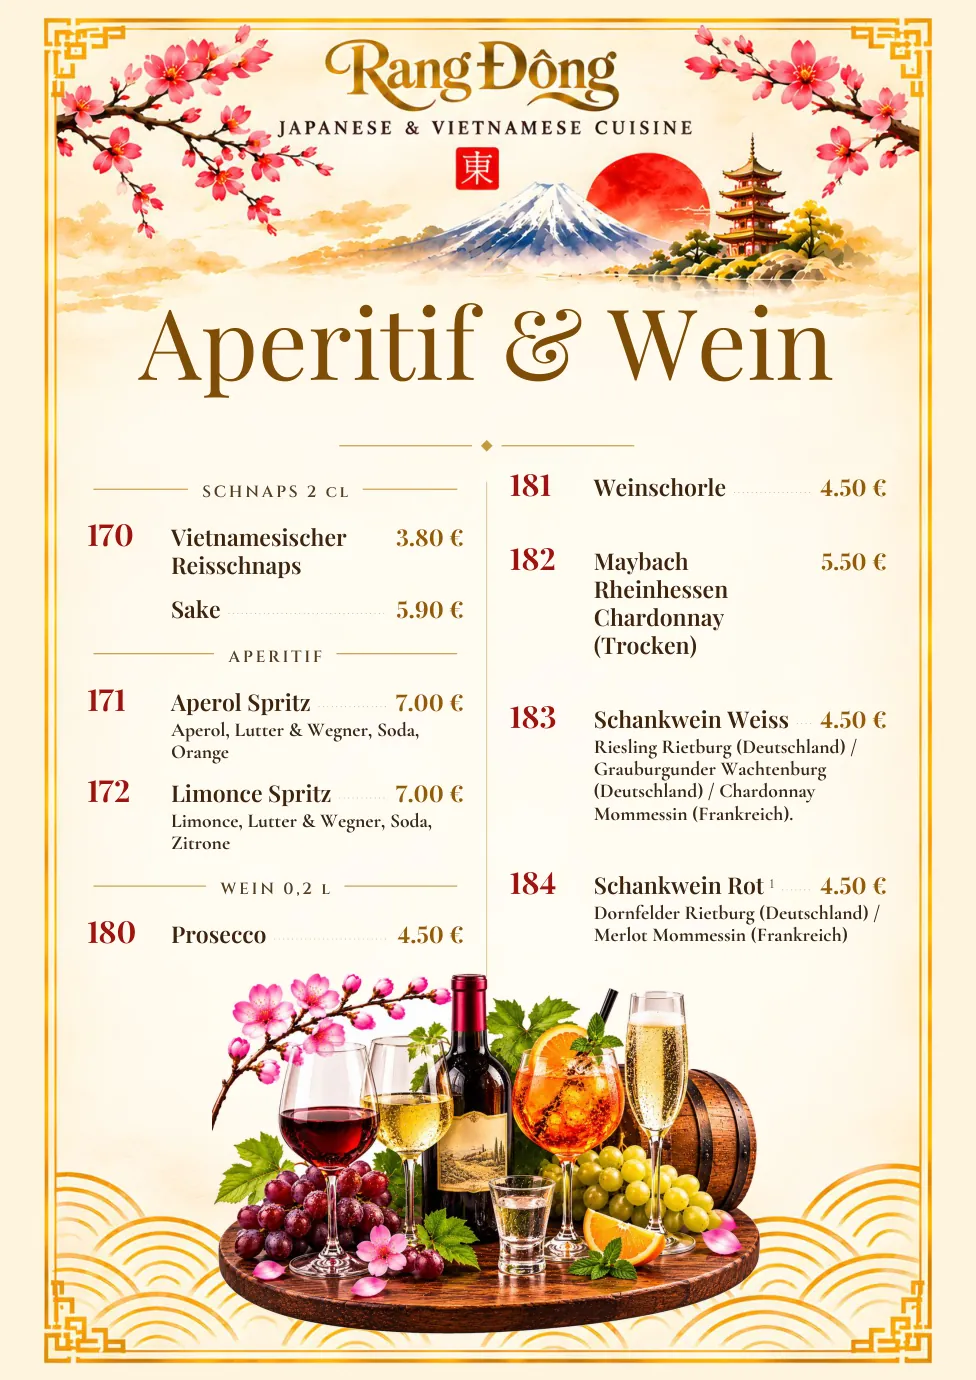 Rang Đông
JAPANESE & VIETNAMESE CUISINE
東
Aperitif & Wein
SCHNAPS 2 CL
170 Vietnamesischer 3.80 €
Reisschnaps
Sake 5.90 €
APERITIF
171 Aperol Spritz 7.00 €
Aperol, Lutter & Wegner, Soda,
Orange
172 Limonce Spritz 7.00 €
Limonce, Lutter & Wegner, Soda,
Zitrone
WEIN 0,2 L
180 Prosecco 4.50 €
181 Weinschorle 4.50 €
182 Maybach 5.50 €
Rheinhessen
Chardonnay
(Trocken)
183 Schankwein Weiss 4.50 €
Riesling Rietburg (Deutschland) /
Grauburgunder Wachtenburg
(Deutschland) / Chardonnay
Mommessin (Frankreich).
184 Schankwein Rot ¹ 4.50 €
Dornfelder Rietburg (Deutschland) /
Merlot Mommessin (Frankreich)